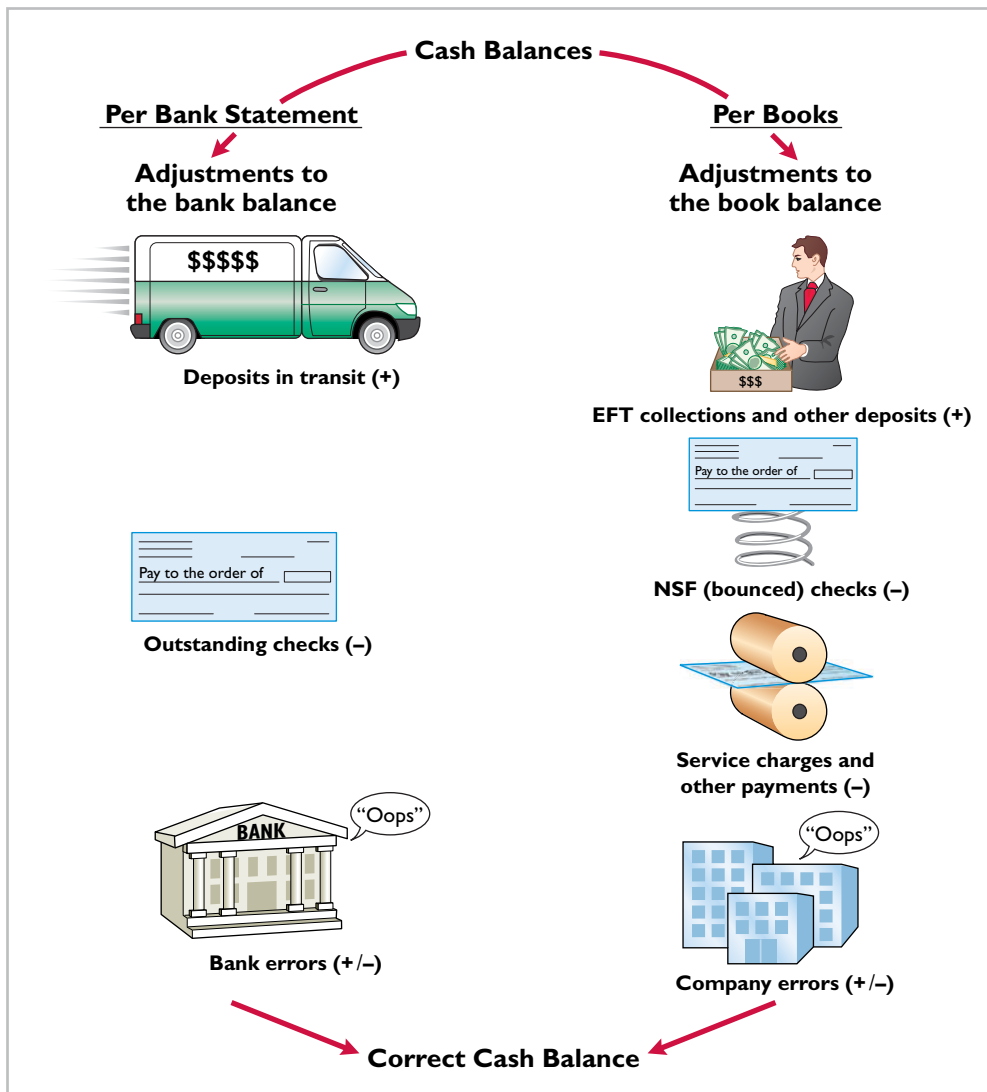 Cash Balances
Per Bank Statement
Adjustments to
the bank balance
$$$$$
Deposits in transit (+)
Pay to the order of
Outstanding checks (–)
BANK
“Oops”
Bank errors (+/–)
Per Books
Adjustments to
the book balance
$$$
EFT collections and other deposits (+)
Pay to the order of
NSF (bounced) checks (–)
Service charges and
other payments (–)
“Oops”
Company errors (+/–)
Correct Cash Balance